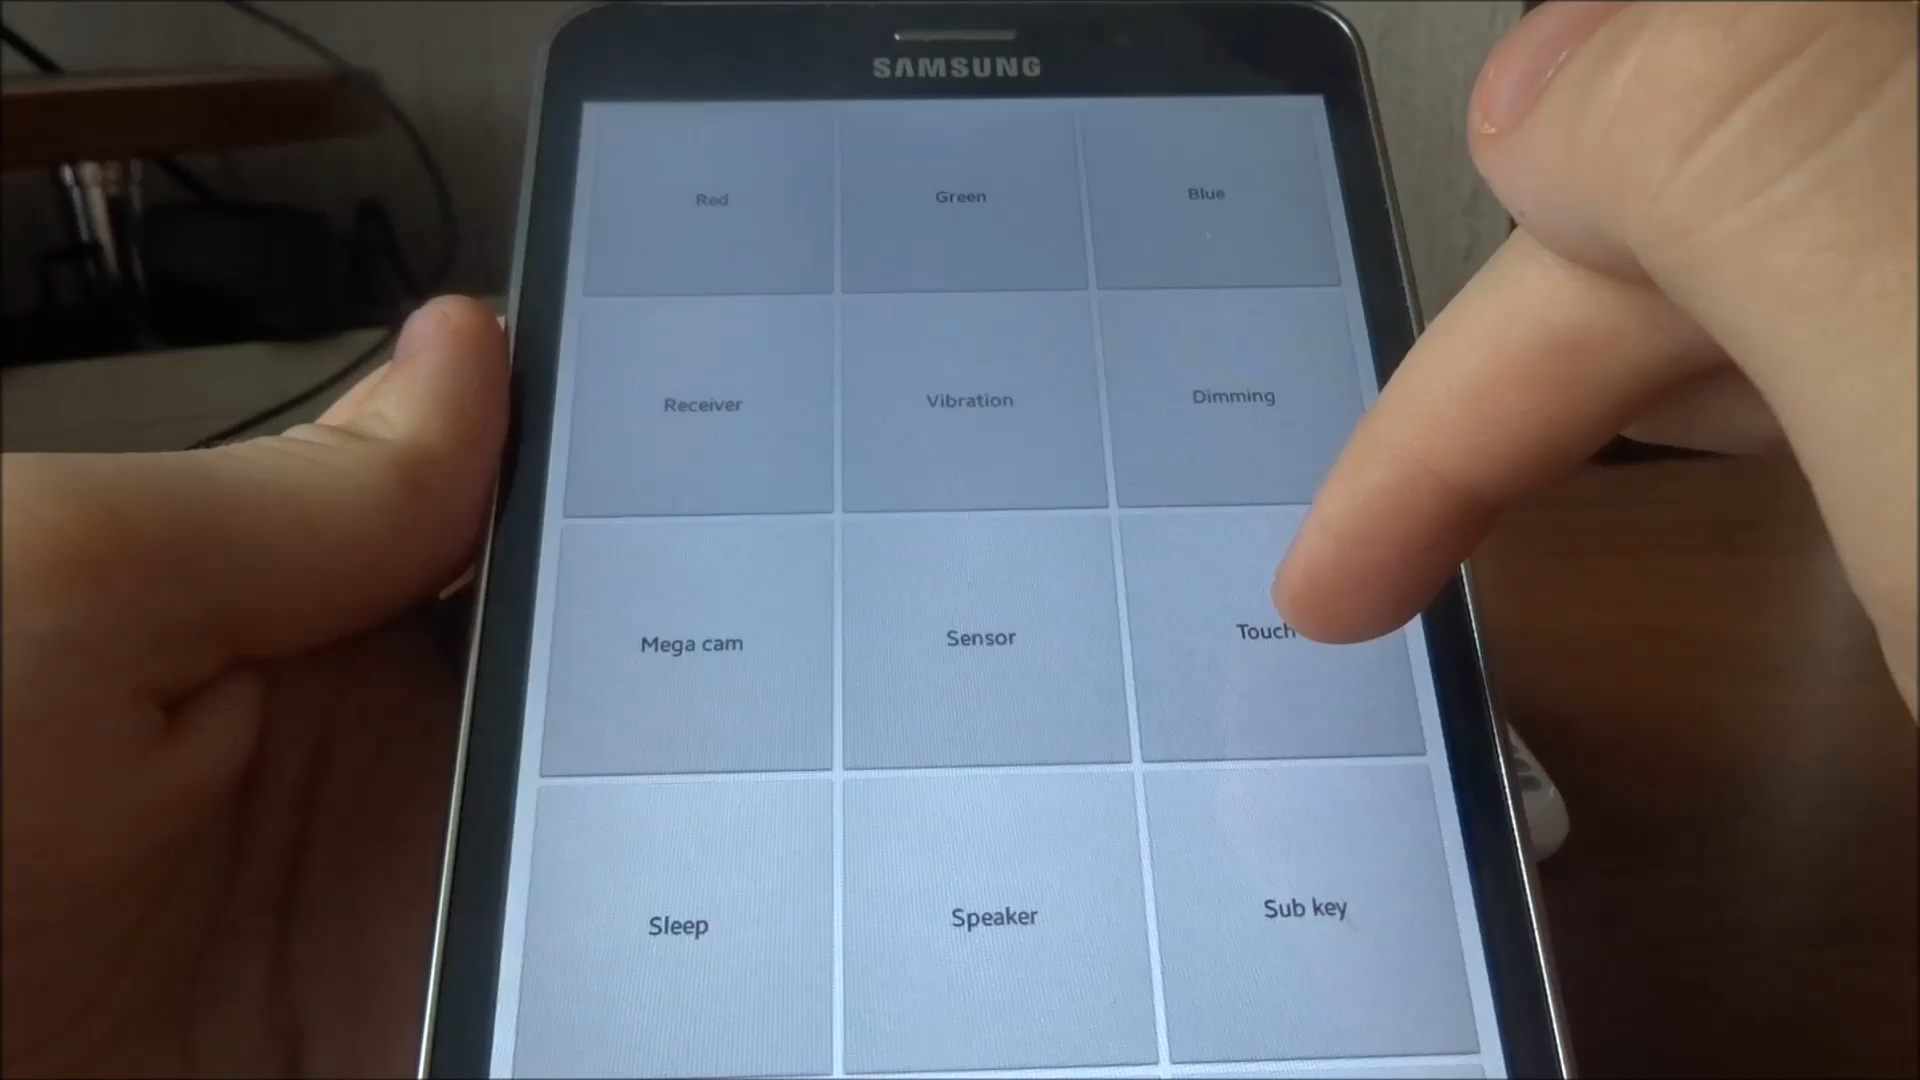 SAMSUNG
Red Green Blue
Receiver Vibration Dimming
Mega cam Sensor Touch
Sleep Speaker Sub key